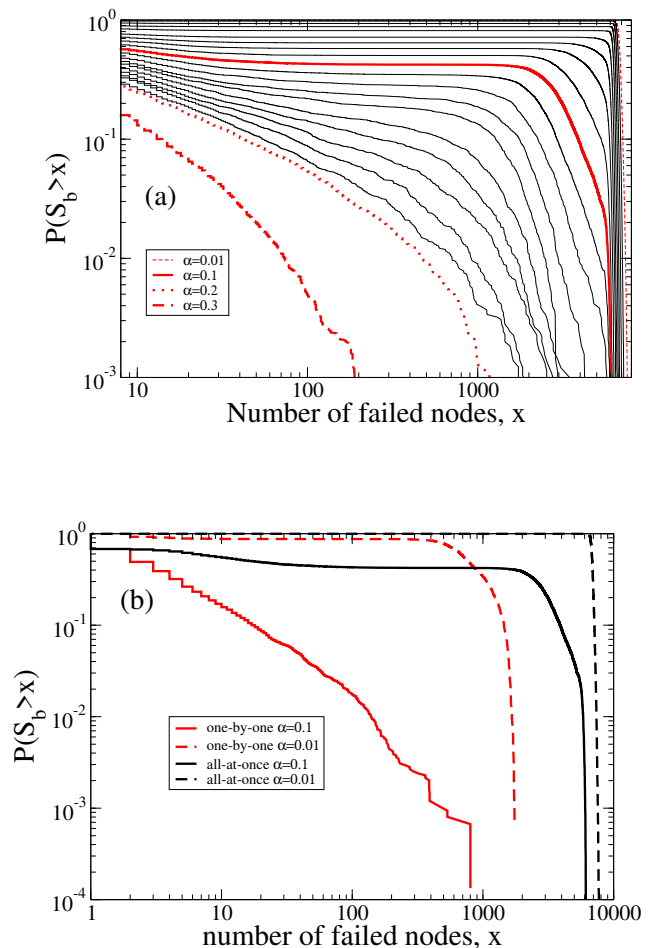 10^0
10^-1
10^-2
10^-3
P(S_b>x)
(a)
α=0.01
α=0.1
α=0.2
α=0.3
10 100 1000 10000
Number of failed nodes, x
10^0
10^-1
10^-2
10^-3
10^-4
P(S_b>x)
(b)
one-by-one α=0.1
one-by-one α=0.01
all-at-once α=0.1
all-at-once α=0.01
1 10 100 1000 10000
number of failed nodes, x